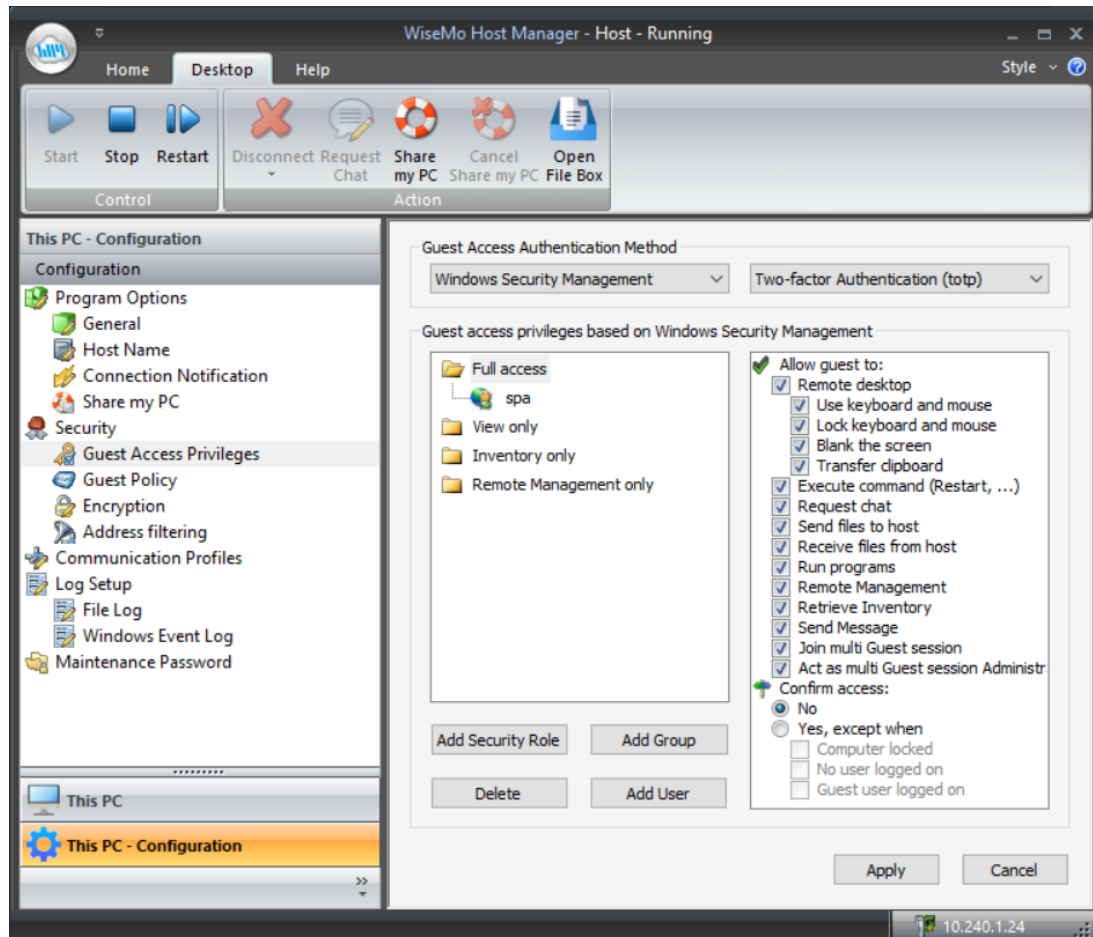 WiseMo Host Manager - Host - Running
Home Desktop Help Style
Start Stop Restart Disconnect Request Chat Share my PC Cancel Share my PC Open File Box
Control Action
This PC - Configuration
Configuration
Program Options
General
Host Name
Connection Notification
Share my PC
Security
Guest Access Privileges
Guest Policy
Encryption
Address filtering
Communication Profiles
Log Setup
File Log
Windows Event Log
Maintenance Password
This PC
This PC - Configuration
Guest Access Authentication Method
Windows Security Management Two-factor Authentication (totp)
Guest access privileges based on Windows Security Management
Full access
spa
View only
Inventory only
Remote Management only
Allow guest to:
Remote desktop
Use keyboard and mouse
Lock keyboard and mouse
Blank the screen
Transfer clipboard
Execute command (Restart, ...)
Request chat
Send files to host
Receive files from host
Run programs
Remote Management
Retrieve Inventory
Send Message
Join multi Guest session
Act as multi Guest session Administr
Confirm access:
No
Yes, except when
Computer locked
No user logged on
Guest user logged on
Add Security Role Add Group
Delete Add User
Apply Cancel
10.240.1.24